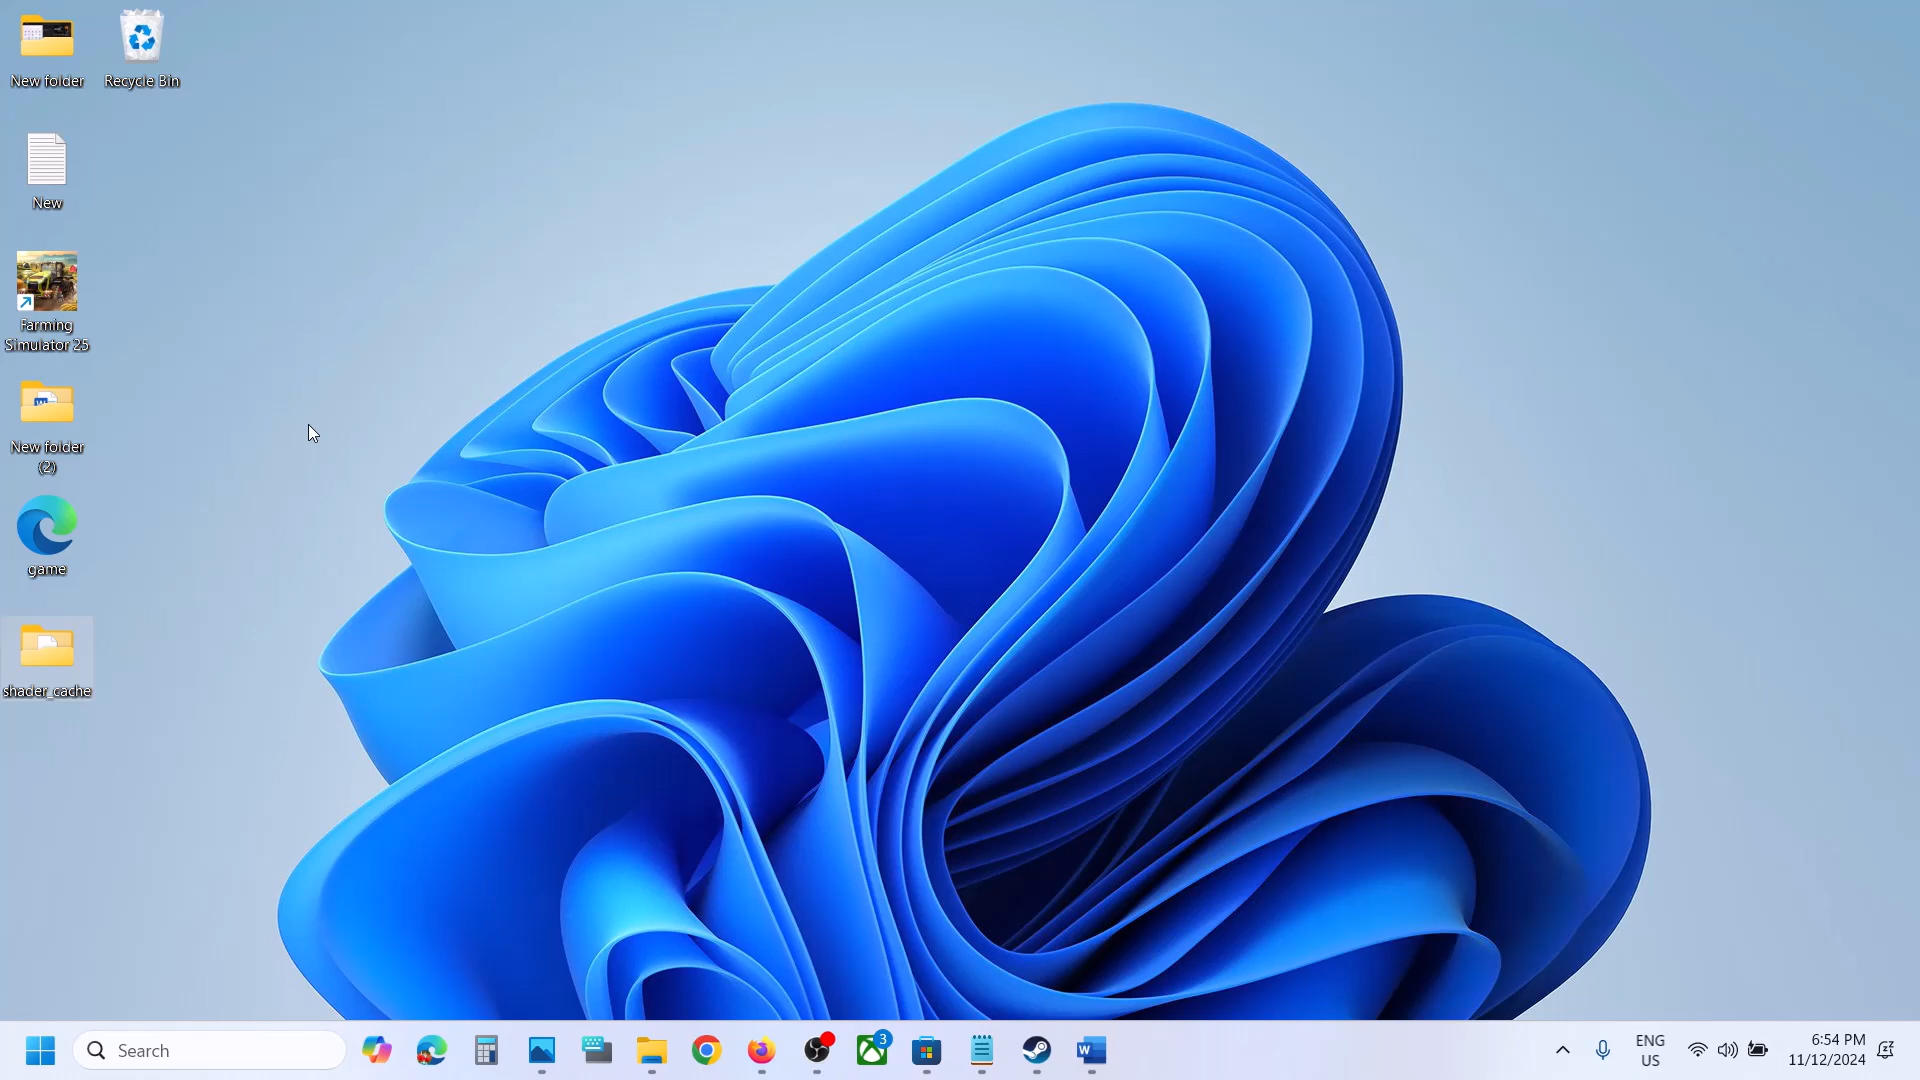 New folder
Recycle Bin
New
Farming
Simulator 25
New folder
(2)
game
shader_cache
Search
3
W
ENG
US
6:54 PM
11/12/2024